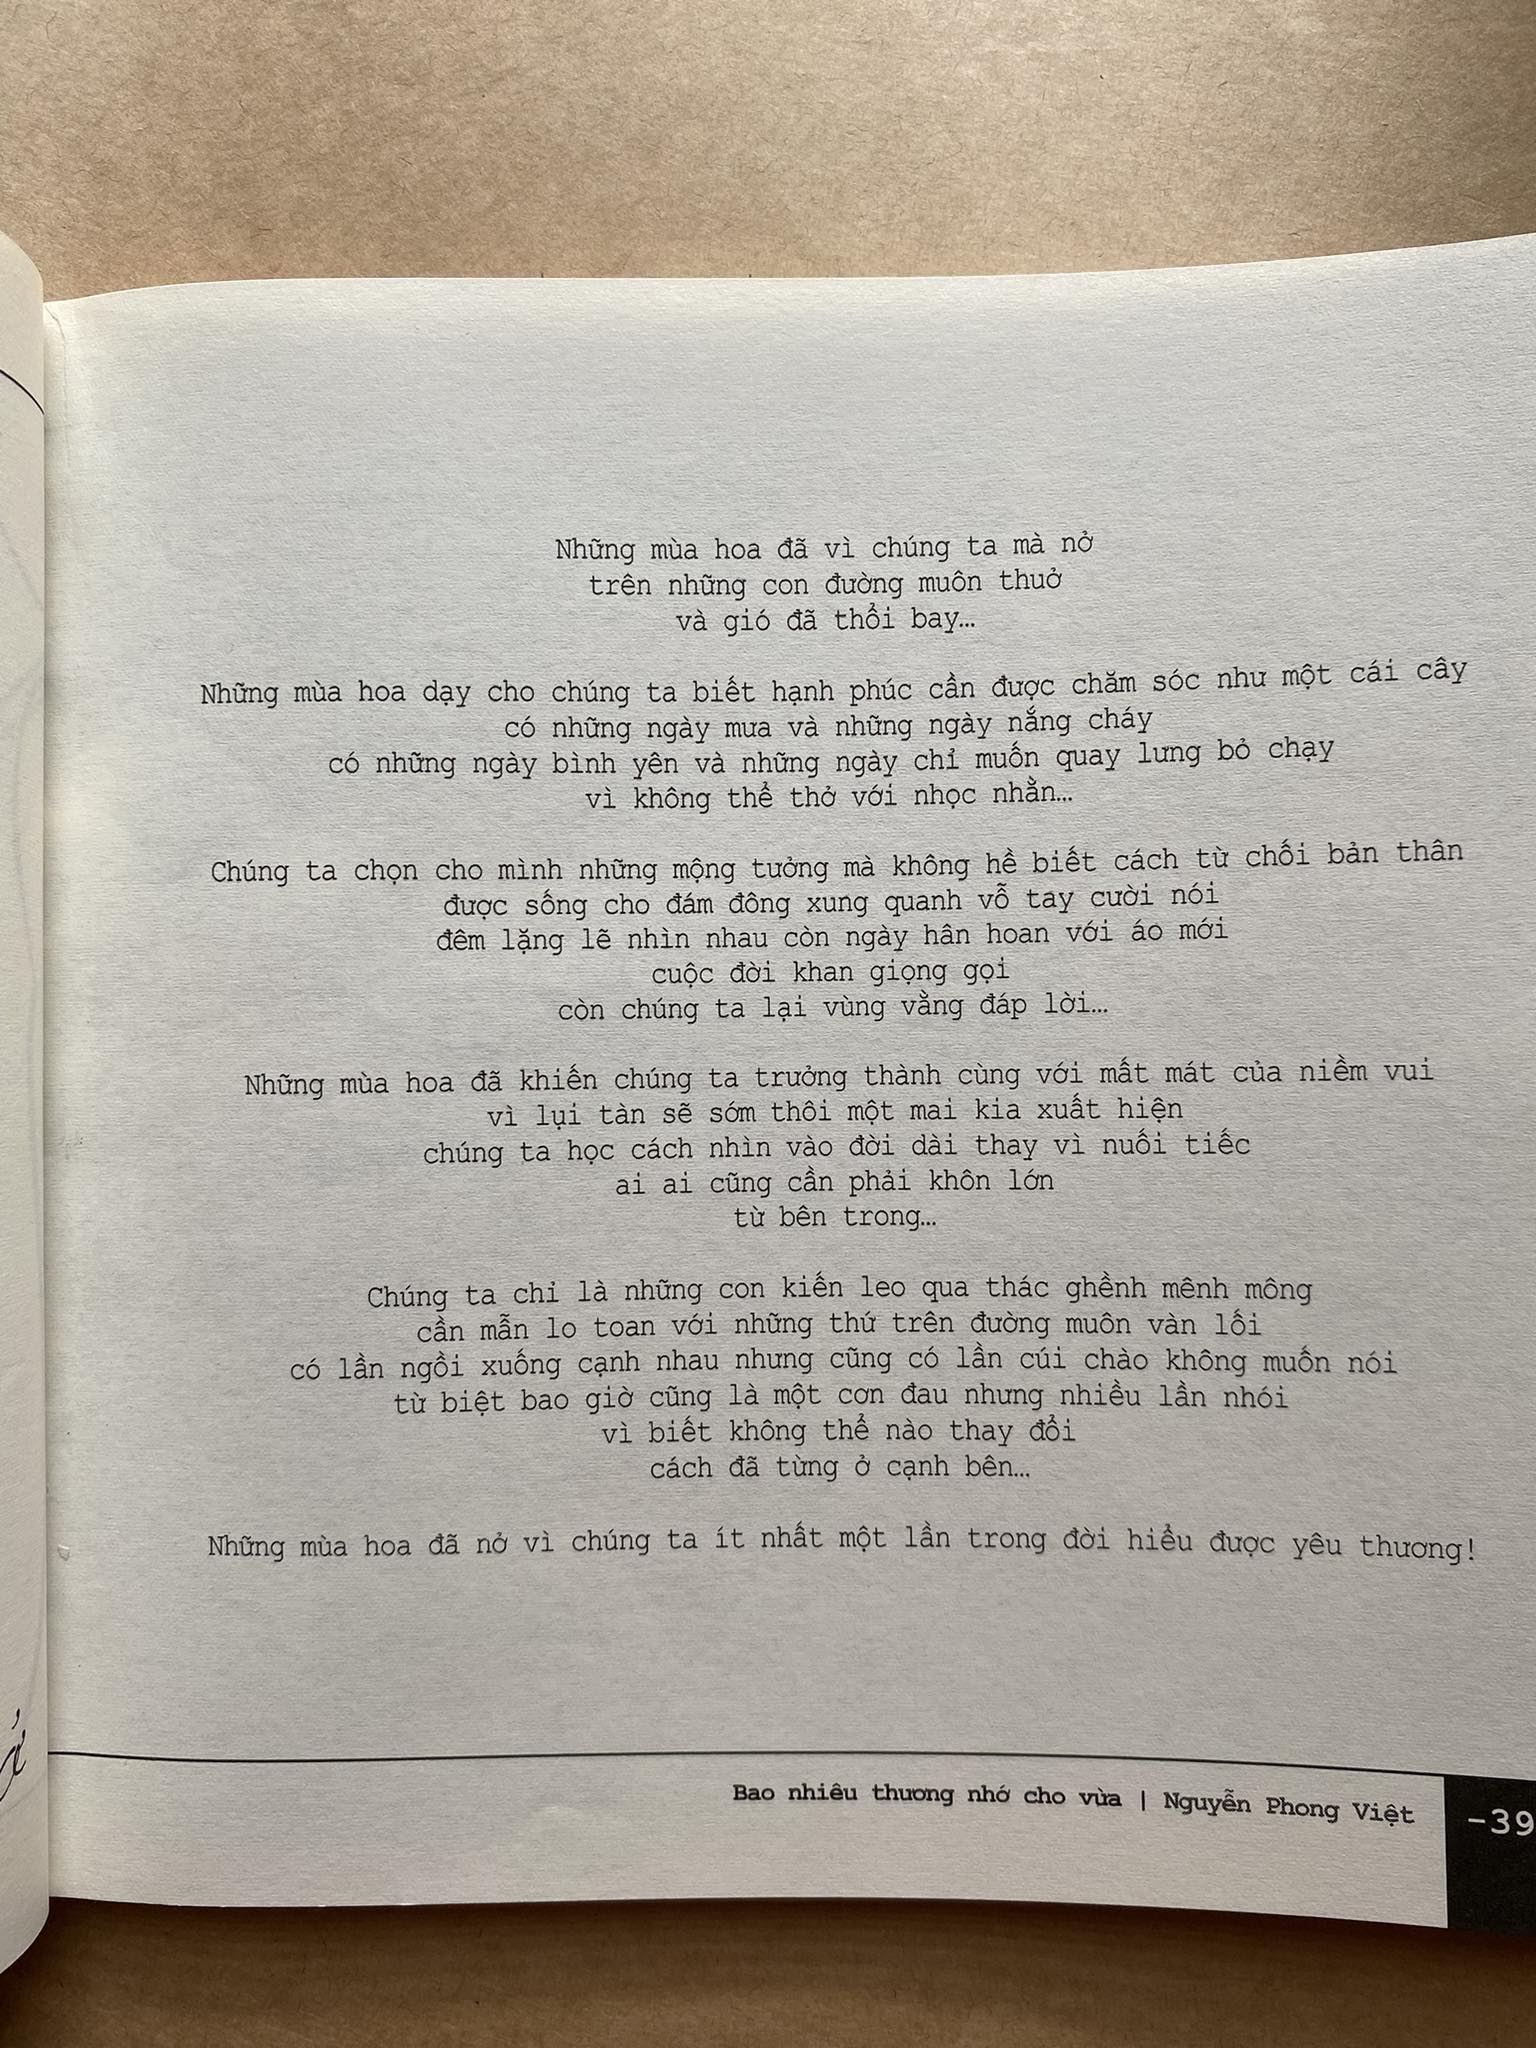 Những mùa hoa đã vì chúng ta mà nở
trên những con đường muôn thuở
và gió đã thổi bay…
Những mùa hoa dạy cho chúng ta biết hạnh phúc cần được chăm sóc như một cái cây
có những ngày mưa và những ngày nắng cháy
có những ngày bình yên và những ngày chỉ muốn quay lưng bỏ chạy
vì không thể thở với nhọc nhằn…
Chúng ta chọn cho mình những mộng tưởng mà không hề biết cách từ chối bản thân
được sống cho đám đông xung quanh vỗ tay cười nói
đêm lặng lẽ nhìn nhau còn ngày hân hoan với áo mới
cuộc đời khan giọng gọi
còn chúng ta lại vùng vằng đáp lời…
Những mùa hoa đã khiến chúng ta trưởng thành cùng với mất mát của niềm vui
vì lụi tàn sẽ sớm thôi một mai kia xuất hiện
chúng ta học cách nhìn vào đời dài thay vì nuối tiếc
ai ai cũng cần phải khôn lớn
từ bên trong…
Chúng ta chỉ là những con kiến leo qua thác ghềnh mênh mông
cần mẫn lo toan với những thứ trên đường muôn vàn lối
có lần ngồi xuống cạnh nhau nhưng cũng có lần cúi chào không muốn nói
từ biệt bao giờ cũng là một cơn đau nhưng nhiều lần nhói
vì biết không thể nào thay đổi
cách đã từng ở cạnh bên…
Những mùa hoa đã nở vì chúng ta ít nhất một lần trong đời hiểu được yêu thương!
Bao nhiêu thương nhớ cho vừa | Nguyễn Phong Việt
-39